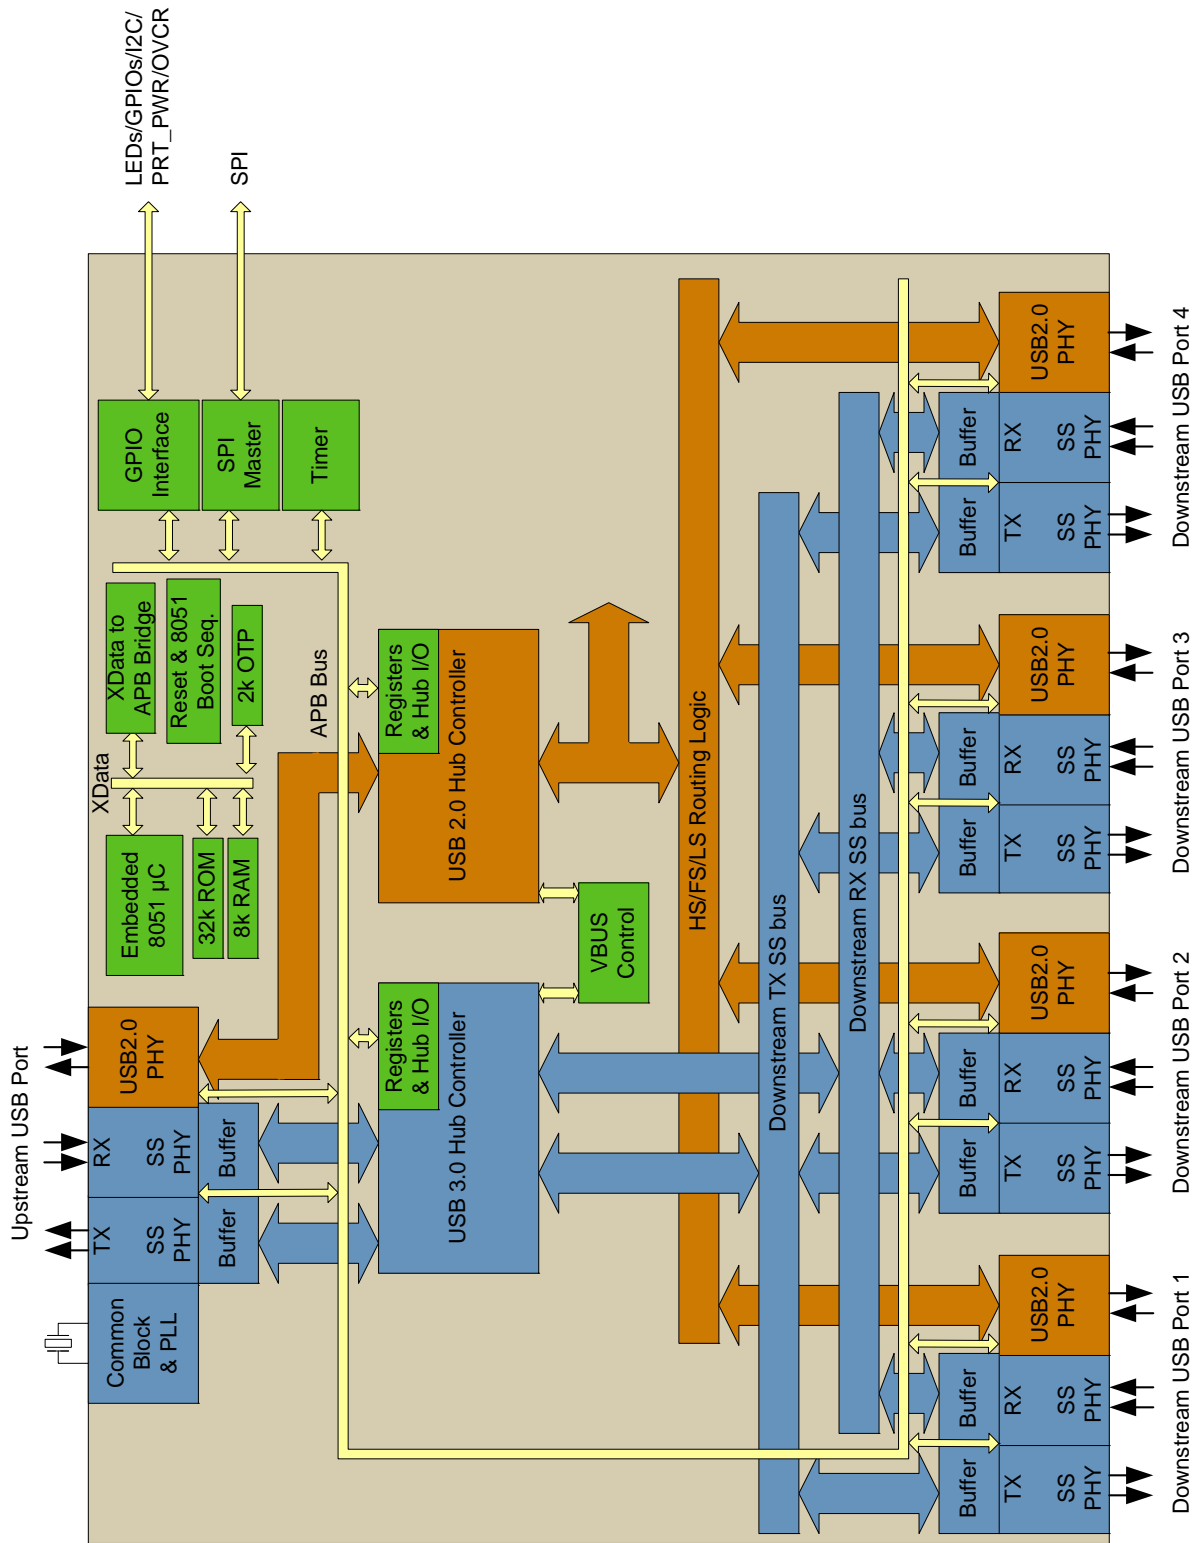 Upstream USB Port
Common
Block
& PLL
TX
SS
PHY
RX
SS
PHY
USB2.0
PHY
Buffer
Buffer
Embedded
8051 µC
32k ROM
8k RAM
XData
XData to
APB Bridge
Reset & 8051
Boot Seq.
2k OTP
GPIO
Interface
SPI
Master
Timer
LEDs/GPIOs/I2C/
PRT_PWR/OVCR
SPI
APB Bus
Registers
& Hub I/O
USB 3.0 Hub Controller
Registers
& Hub I/O
USB 2.0 Hub Controller
VBUS
Control
HS/FS/LS Routing Logic
Downstream TX SS bus
Downstream RX SS bus
Buffer
Buffer
TX
SS
PHY
RX
SS
PHY
USB2.0
PHY
Downstream USB Port 1
Buffer
Buffer
TX
SS
PHY
RX
SS
PHY
USB2.0
PHY
Downstream USB Port 2
Buffer
Buffer
TX
SS
PHY
RX
SS
PHY
USB2.0
PHY
Downstream USB Port 3
Buffer
Buffer
TX
SS
PHY
RX
SS
PHY
USB2.0
PHY
Downstream USB Port 4